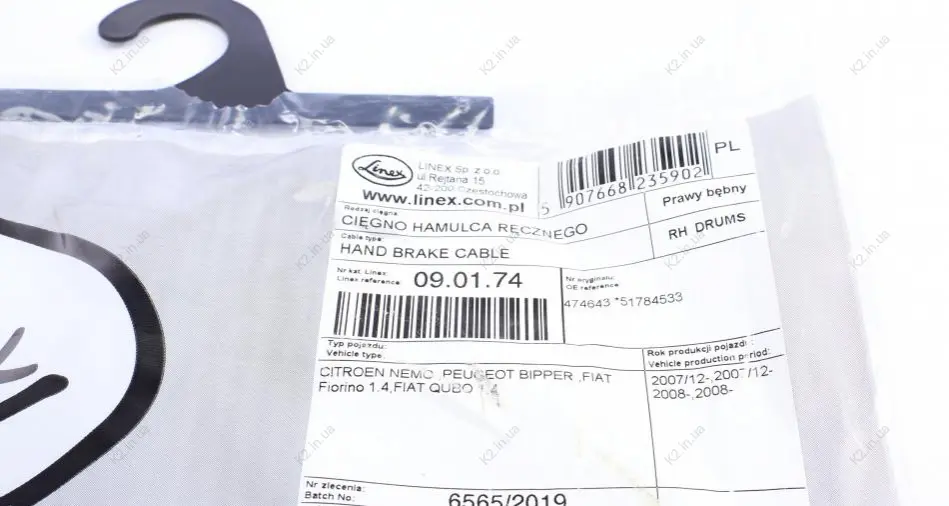 Linex
LINEX Sp. z o.o.
ul Rejtana 15
42-200 Czestochowa
www.linex.com.pl
5 907668 235902
PL
Rodzaj cięgna:
CIĘGNO HAMULCA RĘCZNEGO
Prawy bębny
Cable type:
HAND BRAKE CABLE
RH DRUMS
Nr kat. Linex:
Linex reference:
09.01.74
Nr oryginału:
OE reference
474643 *51784533
Typ pojazdu:
Vehicle type:
CITROEN NEMO ,PEUGEOT BIPPER ,FIAT
Fiorino 1.4,FIAT QUBO 1.4
Rok produkcji pojazdu:
Vehicle production period:
2007/12-,2007/12-
2008-,2008-
Nr zlecenia:
Batch No:
6565/2019
K2.in.ua